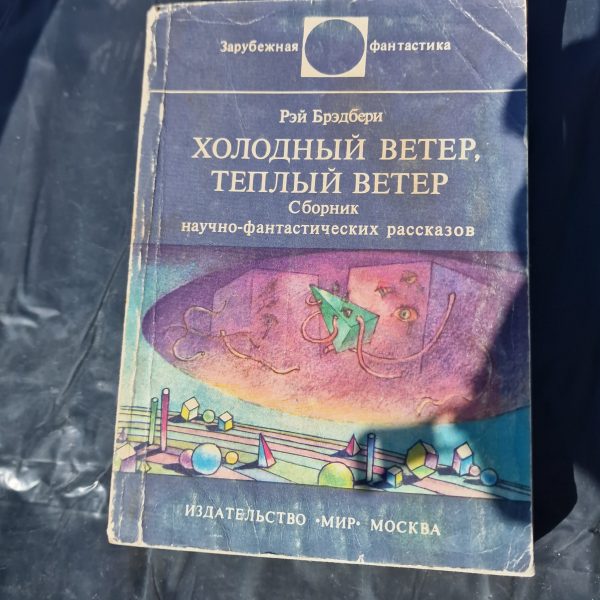 Зарубежная фантастика
Рэй Брэдбери
ХОЛОДНЫЙ ВЕТЕР,
ТЕПЛЫЙ ВЕТЕР
Сборник
научно-фантастических рассказов
ИЗДАТЕЛЬСТВО «МИР» МОСКВА